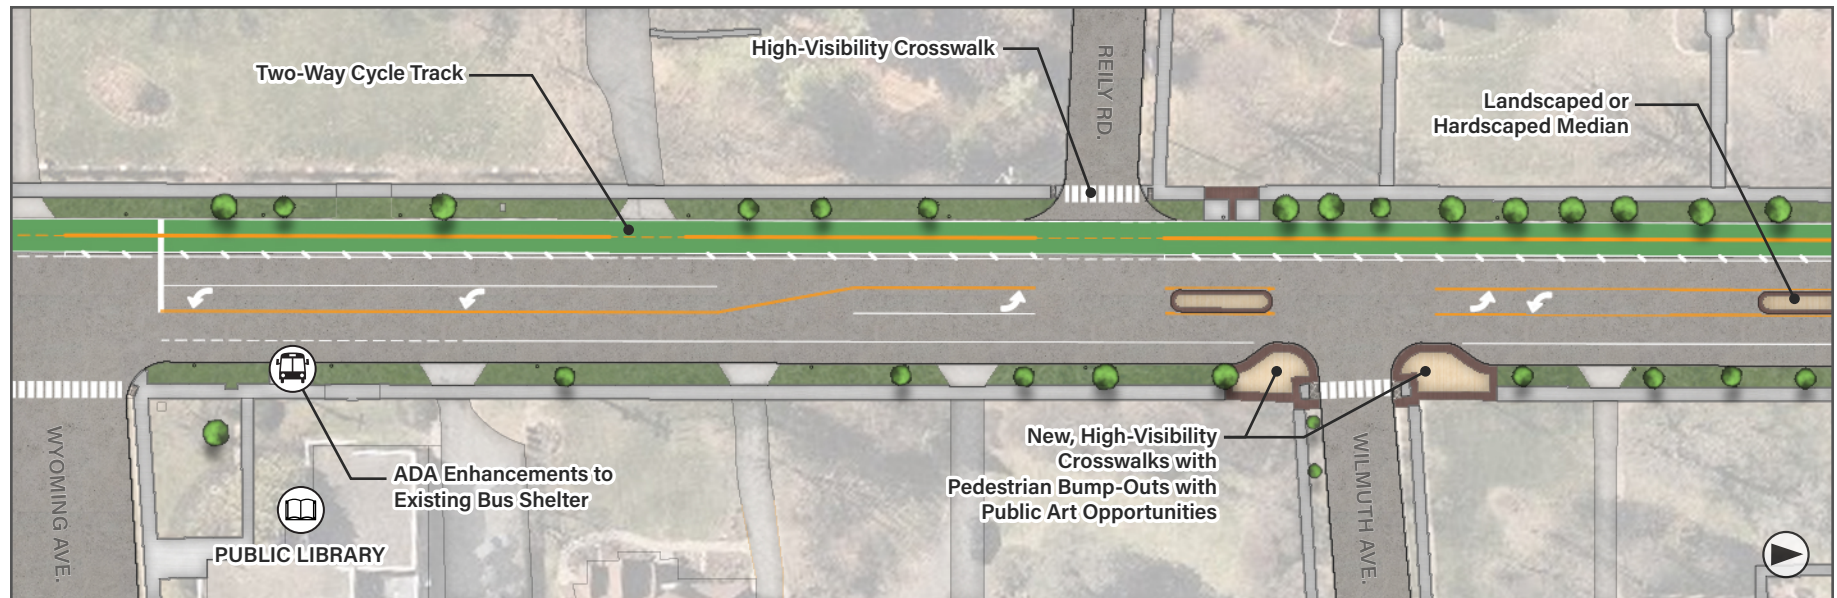 Two-Way Cycle Track
High-Visibility Crosswalk
REILY RD.
Landscaped or
Hardscaped Median
WYOMING AVE.
ADA Enhancements to
Existing Bus Shelter
PUBLIC LIBRARY
New, High-Visibility
Crosswalks with
Pedestrian Bump-Outs with
Public Art Opportunities
WILMUTH AVE.